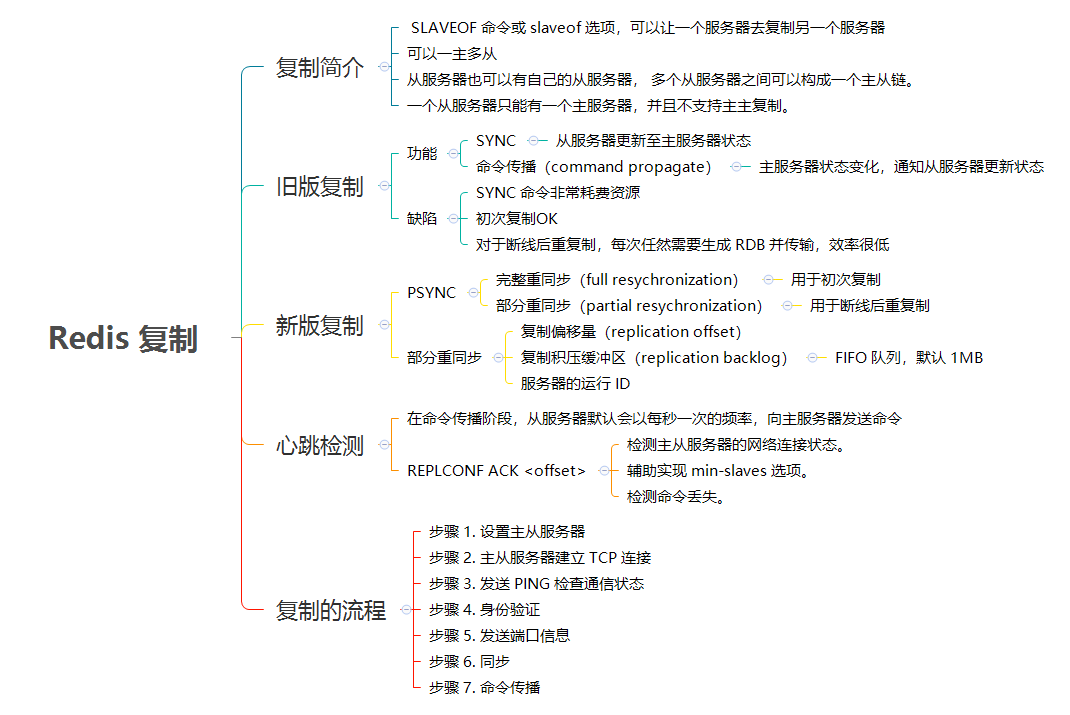 Redis 复制
复制简介
SLAVEOF 命令或 slaveof 选项，可以让一个服务器去复制另一个服务器
可以一主多从
从服务器也可以有自己的从服务器， 多个从服务器之间可以构成一个主从链。
一个从服务器只能有一个主服务器，并且不支持主主复制。
旧版复制
功能
SYNC
从服务器更新至主服务器状态
命令传播（command propagate）
主服务器状态变化，通知从服务器更新状态
缺陷
SYNC 命令非常耗费资源
初次复制OK
对于断线后重复制，每次任然需要生成 RDB 并传输，效率很低
新版复制
PSYNC
完整重同步（full resychronization）
用于初次复制
部分重同步（partial resychronization）
用于断线后重复制
部分重同步
复制偏移量（replication offset）
复制积压缓冲区（replication backlog）
FIFO 队列，默认 1MB
服务器的运行 ID
心跳检测
在命令传播阶段，从服务器默认会以每秒一次的频率，向主服务器发送命令
REPLCONF ACK <offset>
检测主从服务器的网络连接状态。
辅助实现 min-slaves 选项。
检测命令丢失。
复制的流程
步骤 1. 设置主从服务器
步骤 2. 主从服务器建立 TCP 连接
步骤 3. 发送 PING 检查通信状态
步骤 4. 身份验证
步骤 5. 发送端口信息
步骤 6. 同步
步骤 7. 命令传播